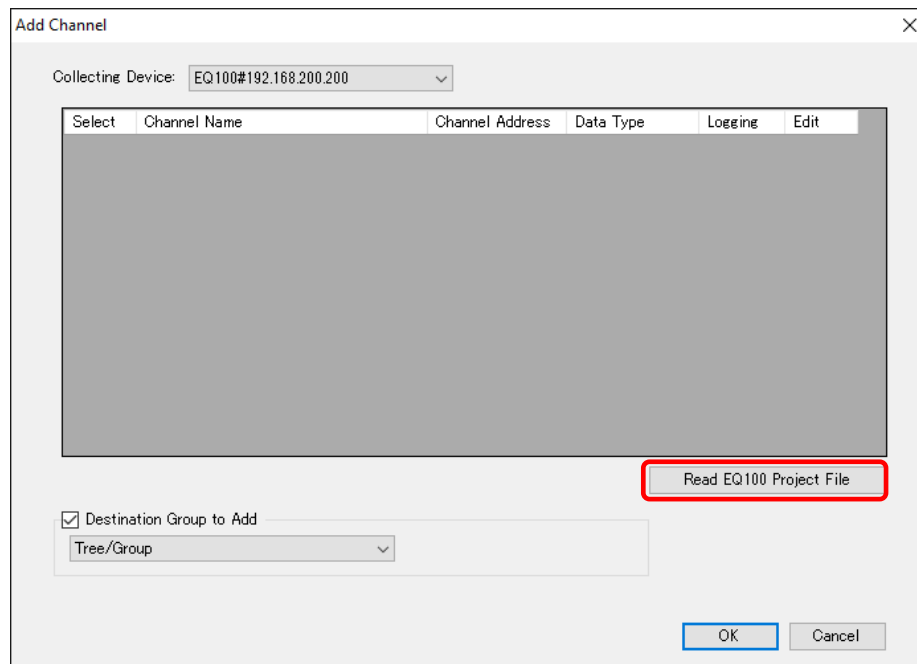 Add Channel
Collecting Device: EQ100#192.168.200.200
Select Channel Name Channel Address Data Type Logging Edit
Read EQ100 Project File
Destination Group to Add
Tree/Group
OK Cancel